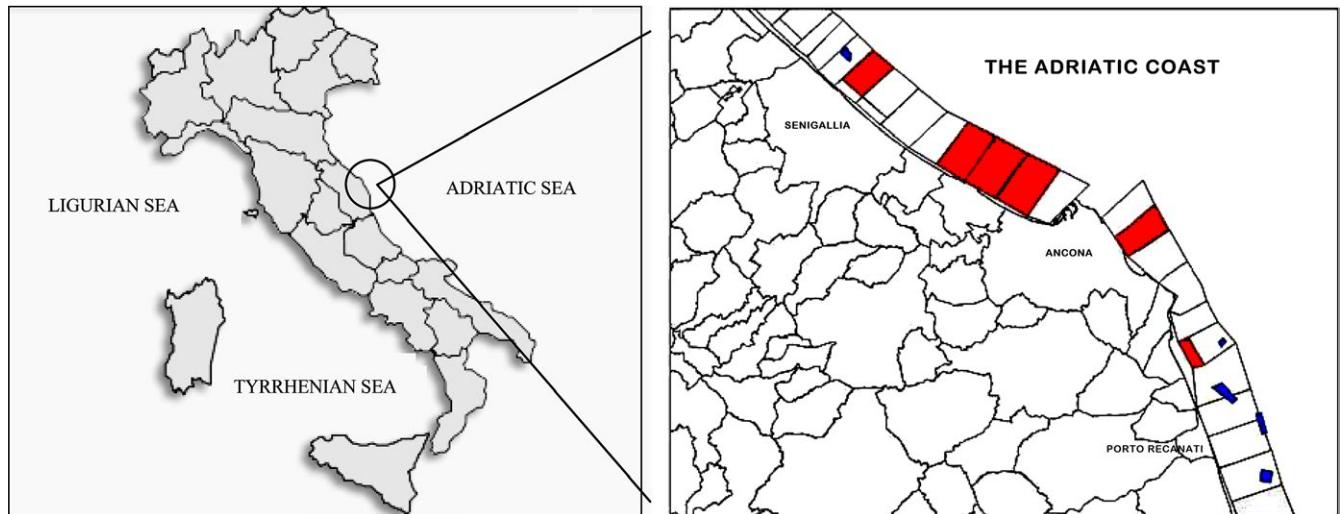 LIGURIAN SEA
ADRIATIC SEA
TYRRHENIAN SEA
THE ADRIATIC COAST
SENIGALLIA
ANCONA
PORTO RECANATI